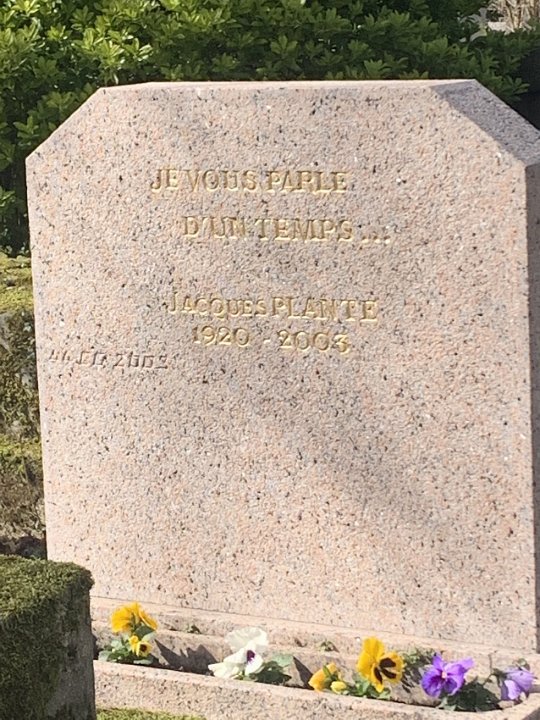 JE VOUS PARLE
D'UN TEMPS...
JACQUES PLANTE
1920 - 2003